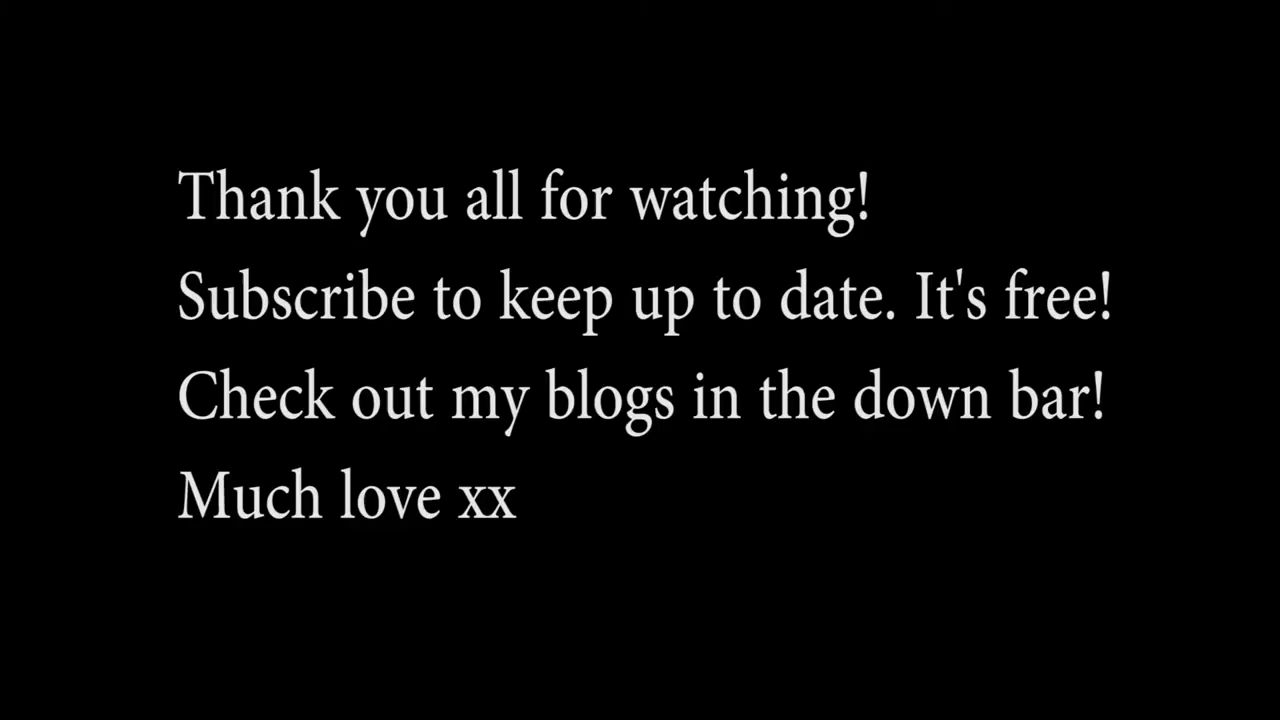 Thank you all for watching!
Subscribe to keep up to date. It's free!
Check out my blogs in the down bar!
Much love xx